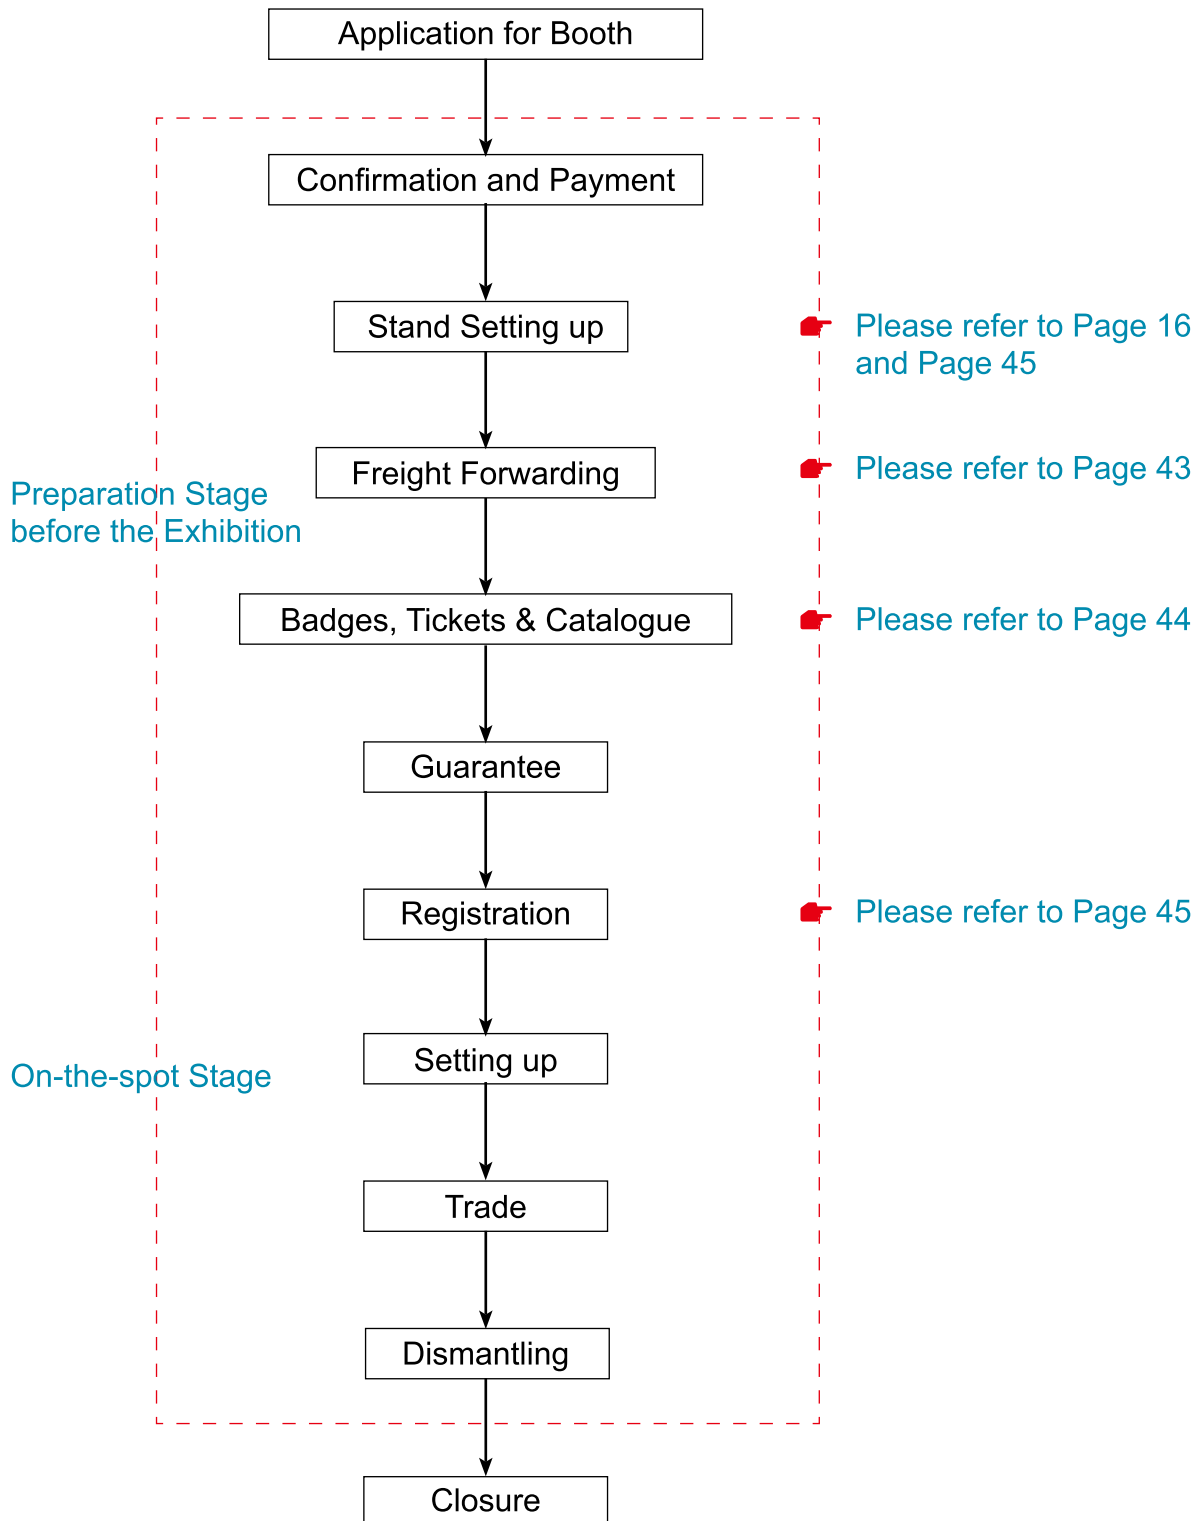 Application for Booth
Confirmation and Payment
Stand Setting up
Please refer to Page 16
and Page 45
Freight Forwarding
Please refer to Page 43
Preparation Stage
before the Exhibition
Badges, Tickets & Catalogue
Please refer to Page 44
Guarantee
Registration
Please refer to Page 45
Setting up
On-the-spot Stage
Trade
Dismantling
Closure